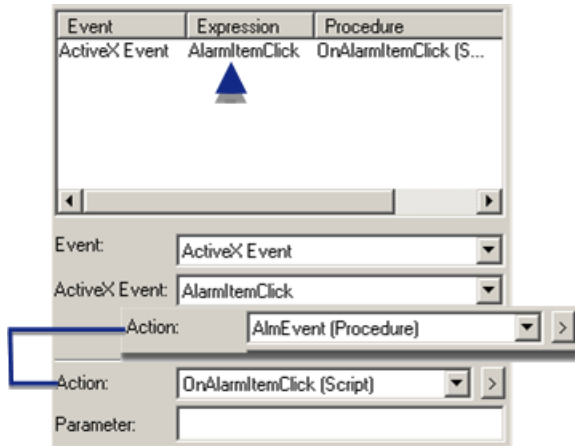 Event Expression Procedure
ActiveX Event AlarmItemClick OnAlarmItemClick (S...
Event: ActiveX Event
ActiveX Event: AlarmItemClick
Action: AlmEvent (Procedure) >
Action: OnAlarmItemClick (Script) >
Parameter: